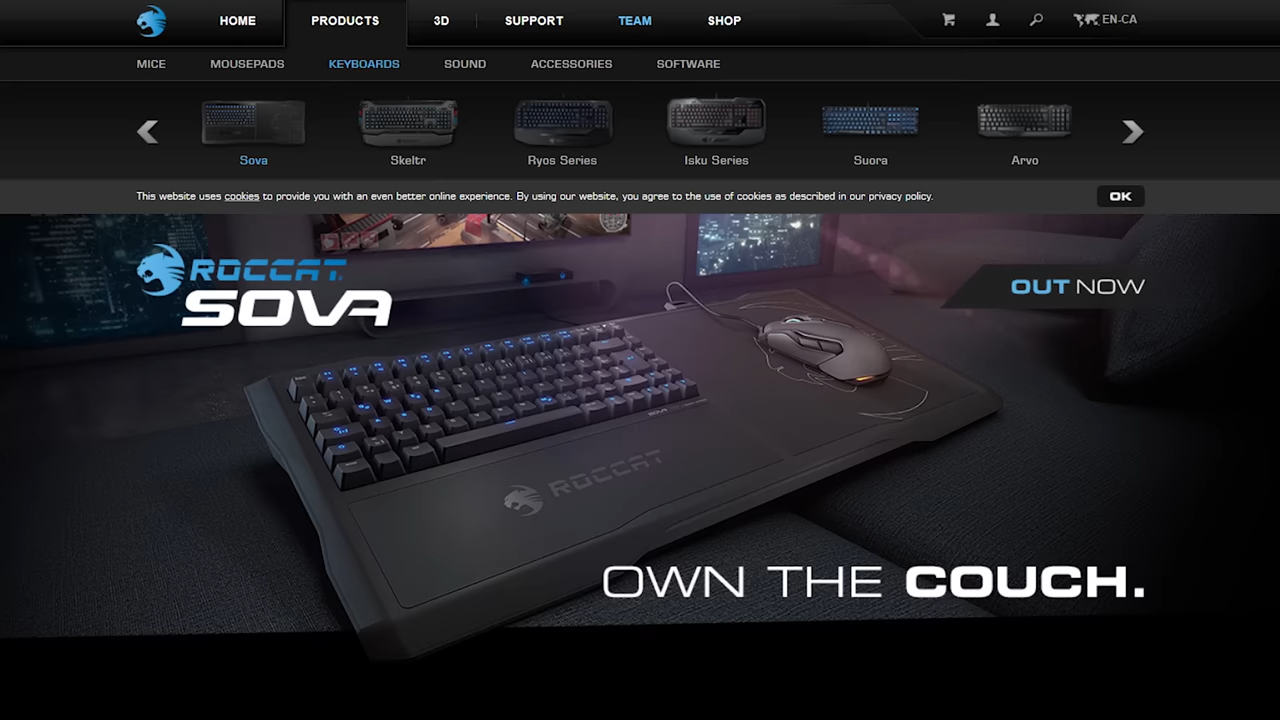 HOME PRODUCTS 3D SUPPORT TEAM SHOP EN-CA
MICE MOUSEPADS KEYBOARDS SOUND ACCESSORIES SOFTWARE
Sova Skeltr Ryos Series Isku Series Suora Arvo
This website uses cookies to provide you with an even better online experience. By using our website, you agree to the use of cookies as described in our privacy policy. OK
ROCCAT
SOVA
OUT NOW
SOVA
ROCCAT
OWN THE COUCH.